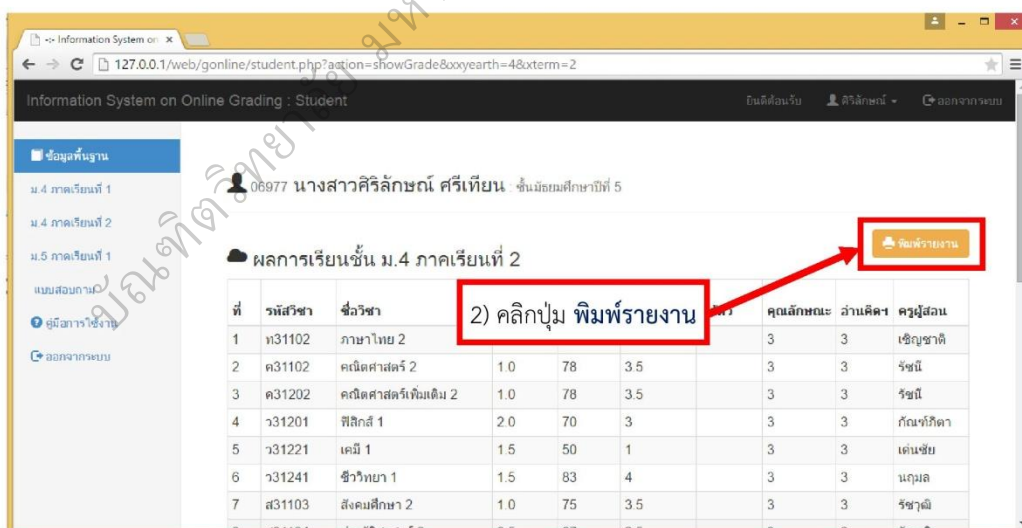 -:- Information System on
127.0.0.1/web/gonline/student.php?action=showGrade&xxyearth=4&xterm=2
Information System on Online Grading : Student
ยินดีต้อนรับ ศิริลักษณ์ ออกจากระบบ
ข้อมูลพื้นฐาน
ม.4 ภาคเรียนที่ 1
ม.4 ภาคเรียนที่ 2
ม.5 ภาคเรียนที่ 1
แบบสอบถาม
คู่มือการใช้งาน
ออกจากระบบ
06977 นางสาวศิริลักษณ์ ศรีเทียน : ชั้นมัธยมศึกษาปีที่ 5
พิมพ์รายงาน
ผลการเรียนชั้น ม.4 ภาคเรียนที่ 2
2) คลิกปุ่ม พิมพ์รายงาน
ที่ รหัสวิชา ชื่อวิชา คุณลักษณะ อ่านคิดฯ ครูผู้สอน
1 ท31102 ภาษาไทย 2 3 3 เชิญชาติ
2 ค31102 คณิตศาสตร์ 2 1.0 78 3.5 3 3 รัชนี
3 ค31202 คณิตศาสตร์เพิ่มเติม 2 1.0 78 3.5 3 3 รัชนี
4 ว31201 ฟิสิกส์ 1 2.0 70 3 3 3 กัณฑ์ภิตา
5 ว31221 เคมี 1 1.5 50 1 3 3 เด่นชัย
6 ว31241 ชีววิทยา 1 1.5 83 4 3 3 นฤมล
7 ส31103 สังคมศึกษา 2 1.0 75 3.5 3 3 รัชวุฒิ
บัณฑิตวิทยาลัย